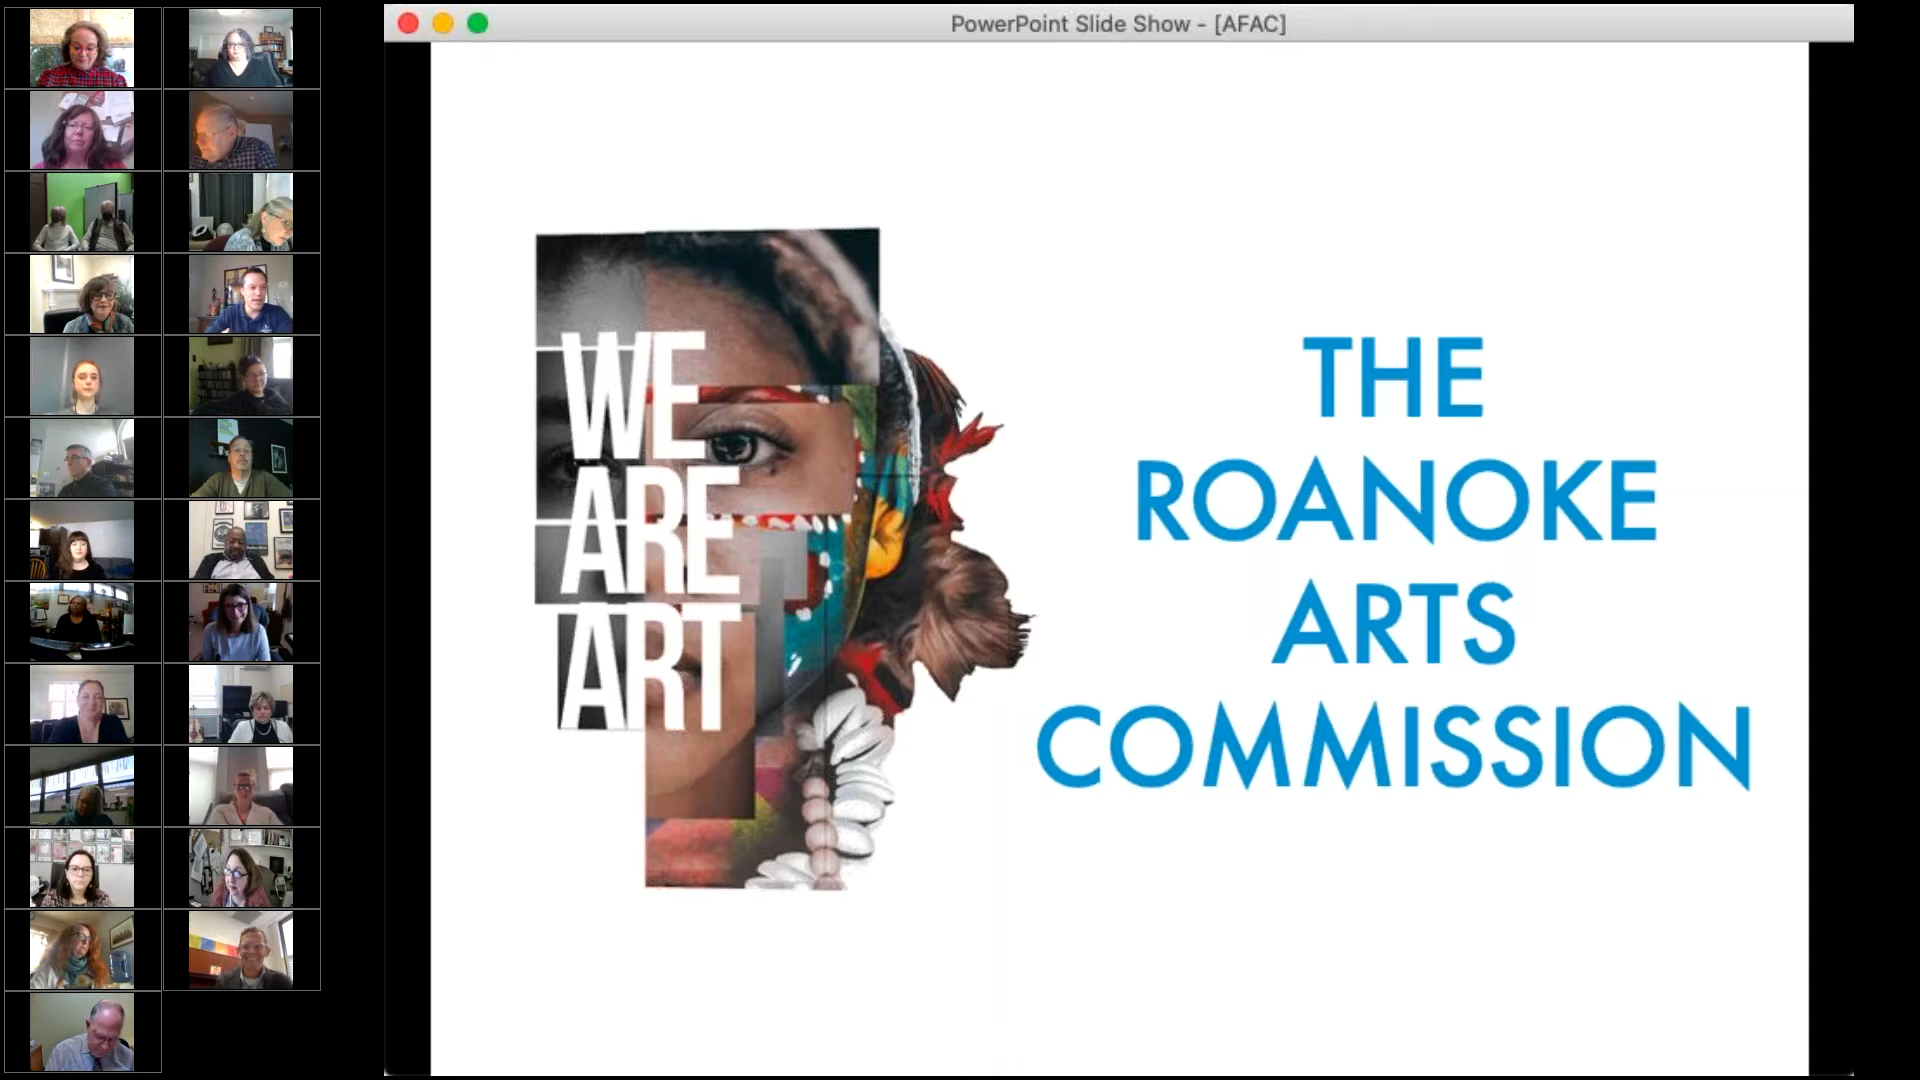 PowerPoint Slide Show - [AFAC]
WE
ARE
ART
THE
ROANOKE
ARTS
COMMISSION